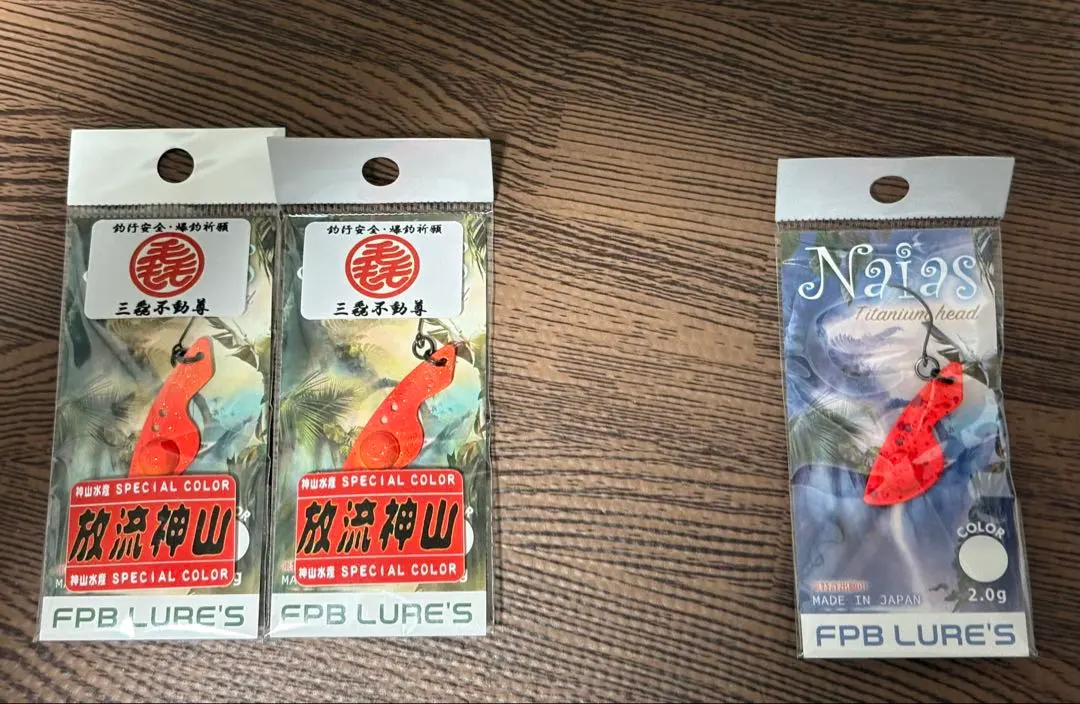 釣行安全・爆釣祈願
三毳不動尊
神山水産 SPECIAL COLOR
放流神山
神山水産 SPECIAL COLOR
FPB LURE'S
釣行安全・爆釣祈願
三毳不動尊
神山水産 SPECIAL COLOR
放流神山
神山水産 SPECIAL COLOR
FPB LURE'S
Naias
Titanium head
COLOR
MADE IN JAPAN
2.0g
FPB LURE'S